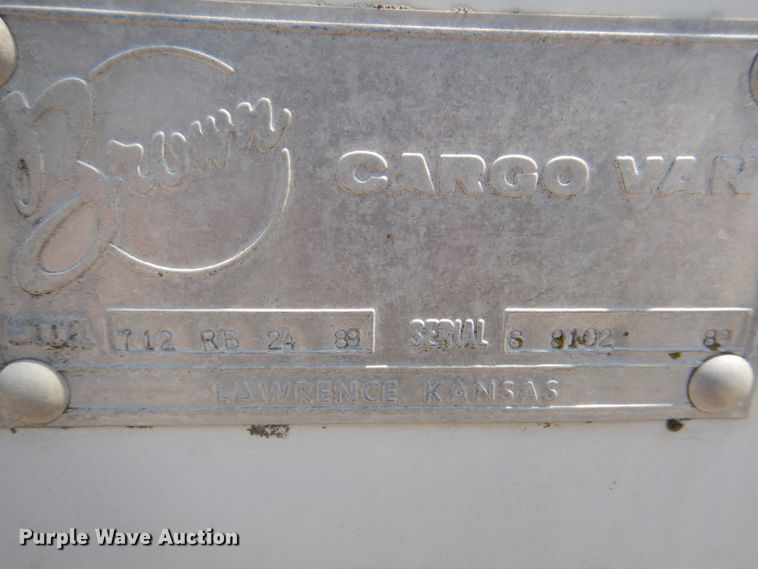 Brown
CARGO VAN
MODEL 712 RB 24 89 SERIAL S 8102 89
LAWRENCE, KANSAS
Purple Wave Auction